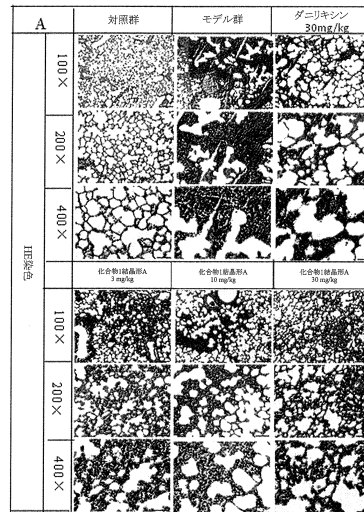 A
対照群
モデル群
ダニリキシン
30mg/kg
100×
200×
400×
HE染色
化合物1結晶形A
3 mg/kg
化合物1結晶形A
10 mg/kg
化合物1結晶形A
30 mg/kg
100×
200×
400×